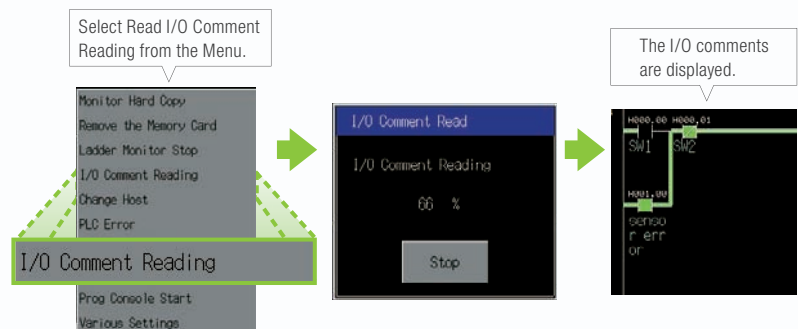 Select Read I/O Comment
Reading from the Menu.
Monitor Hard Copy
Remove the Memory Card
Ladder Monitor Stop
I/O Comment Reading
Change Host
PLC Error
I/O Comment Reading
Prog Console Start
Various Settings
I/O Comment Read
I/O Comment Reading
66 %
Stop
The I/O comments
are displayed.
H000.00 H000.01
SW1 SW2
H001.00
senso
r err
or